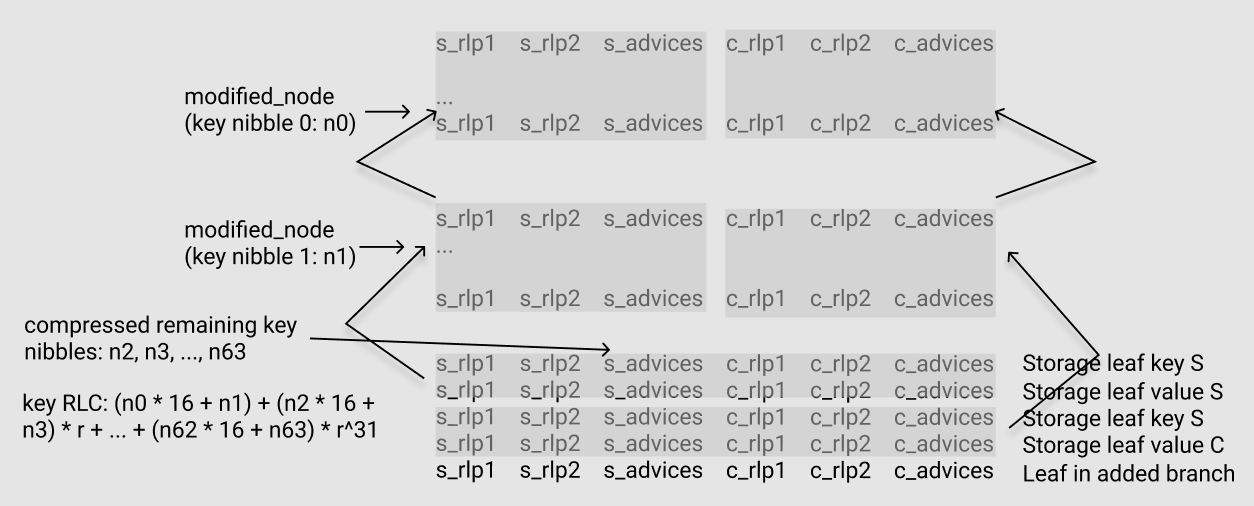 s_rlp1 s_rlp2 s_advices c_rlp1 c_rlp2 c_advices
modified_node
(key nibble 0: n0)
...
s_rlp1 s_rlp2 s_advices c_rlp1 c_rlp2 c_advices
s_rlp1 s_rlp2 s_advices c_rlp1 c_rlp2 c_advices
modified_node
(key nibble 1: n1)
...
s_rlp1 s_rlp2 s_advices c_rlp1 c_rlp2 c_advices
compressed remaining key
nibbles: n2, n3, ..., n63
key RLC: (n0 * 16 + n1) + (n2 * 16 +
n3) * r + ... + (n62 * 16 + n63) * r^31
s_rlp1 s_rlp2 s_advices c_rlp1 c_rlp2 c_advices Storage leaf key S
s_rlp1 s_rlp2 s_advices c_rlp1 c_rlp2 c_advices Storage leaf value S
s_rlp1 s_rlp2 s_advices c_rlp1 c_rlp2 c_advices Storage leaf key S
s_rlp1 s_rlp2 s_advices c_rlp1 c_rlp2 c_advices Storage leaf value C
s_rlp1 s_rlp2 s_advices c_rlp1 c_rlp2 c_advices Leaf in added branch